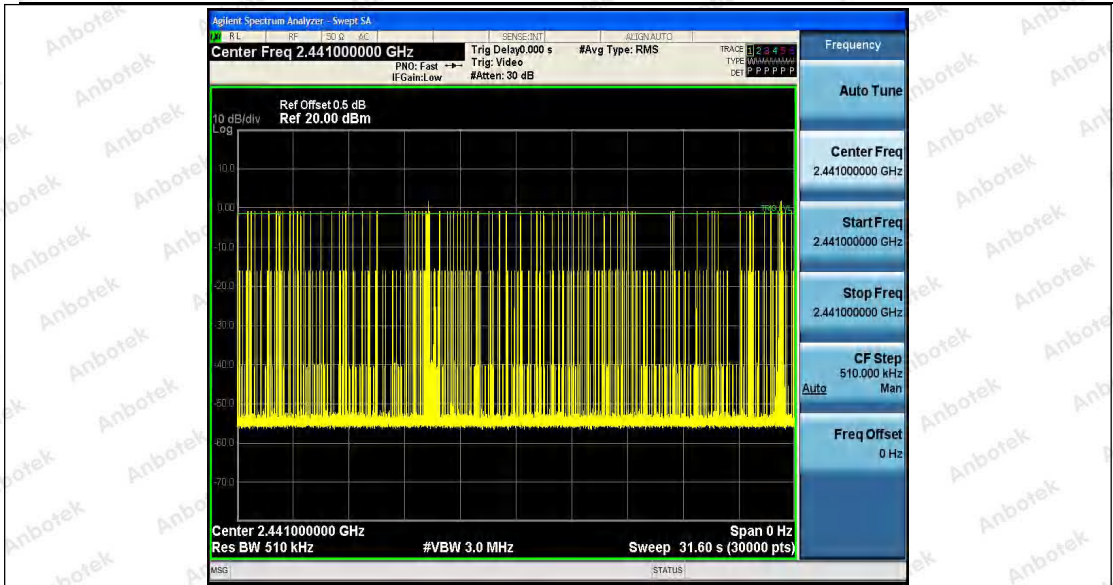 Agilent Spectrum Analyzer - Swept SA
RL RF 50 Ω AC SENSE:INT ALIGN AUTO
Center Freq 2.441000000 GHz
PNO: Fast
IFGain:Low
Trig Delay0.000 s
Trig: Video
#Atten: 30 dB
#Avg Type: RMS
TRACE 1 2 3 4 5 6
TYPE
DET P P P P P P
Ref Offset 0.5 dB
10 dB/div Ref 20.00 dBm
Log
10.0
0.00
-10.0
-20.0
-30.0
-40.0
-50.0
-60.0
-70.0
Center 2.441000000 GHz
Span 0 Hz
Res BW 510 kHz
#VBW 3.0 MHz
Sweep 31.60 s (30000 pts)
MSG
STATUS
Frequency
Auto Tune
Center Freq
2.441000000 GHz
Start Freq
2.441000000 GHz
Stop Freq
2.441000000 GHz
CF Step
510.000 kHz
Auto Man
Freq Offset
0 Hz
Anbotek